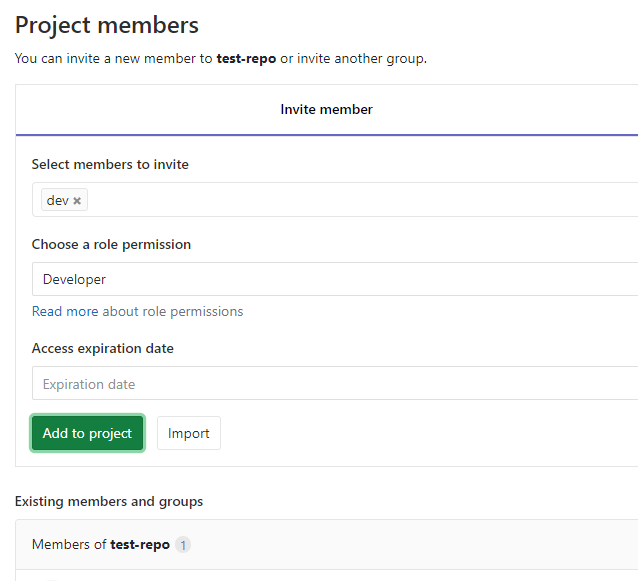 Project members
You can invite a new member to test-repo or invite another group.
Invite member
Select members to invite
dev ×
Choose a role permission
Developer
Read more about role permissions
Access expiration date
Expiration date
Add to project
Import
Existing members and groups
Members of test-repo 1